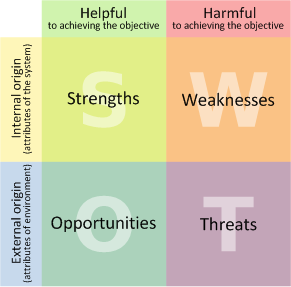 Helpful
to achieving the objective
Harmful
to achieving the objective
Internal origin
(attributes of the system)
S
Strengths
W
Weaknesses
External origin
(attributes of environment)
O
Opportunities
T
Threats